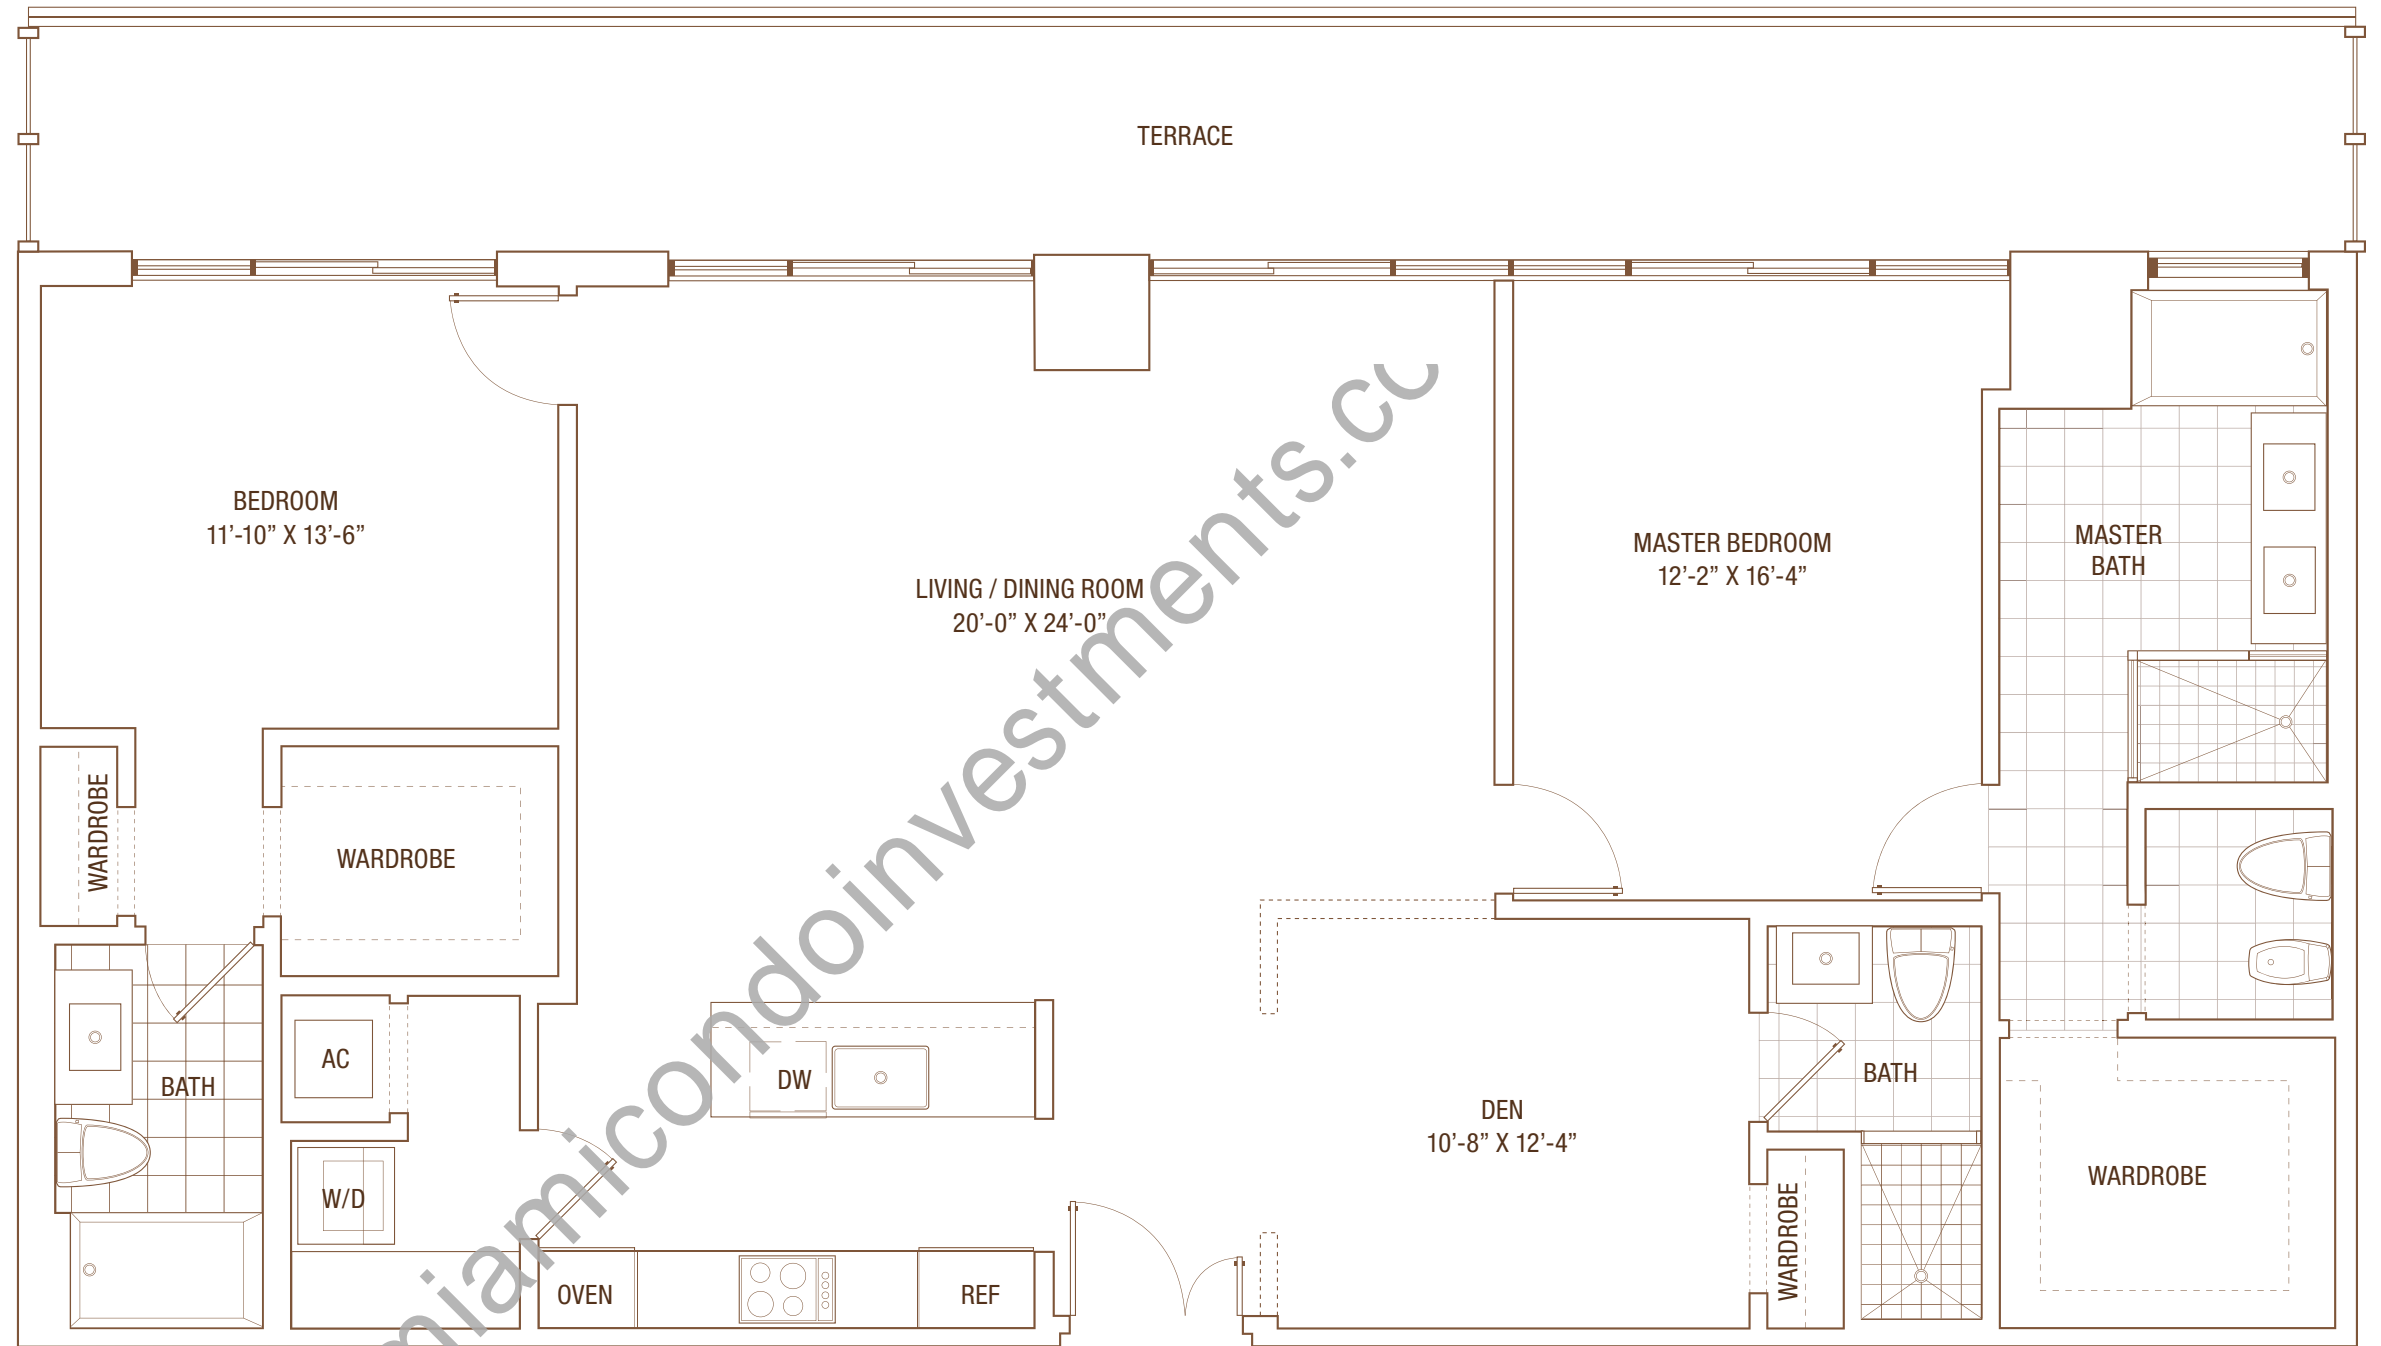 TERRACE
BEDROOM
11’-10” X 13’-6”
LIVING / DINING ROOM
20’-0” X 24’-0”
MASTER BEDROOM
12’-2” X 16’-4”
MASTER
BATH
WARDROBE
WARDROBE
AC
BATH
W/D
DW
OVEN
REF
DEN
10’-8” X 12’-4”
BATH
WARDROBE
WARDROBE
miamicondoinvestments.co